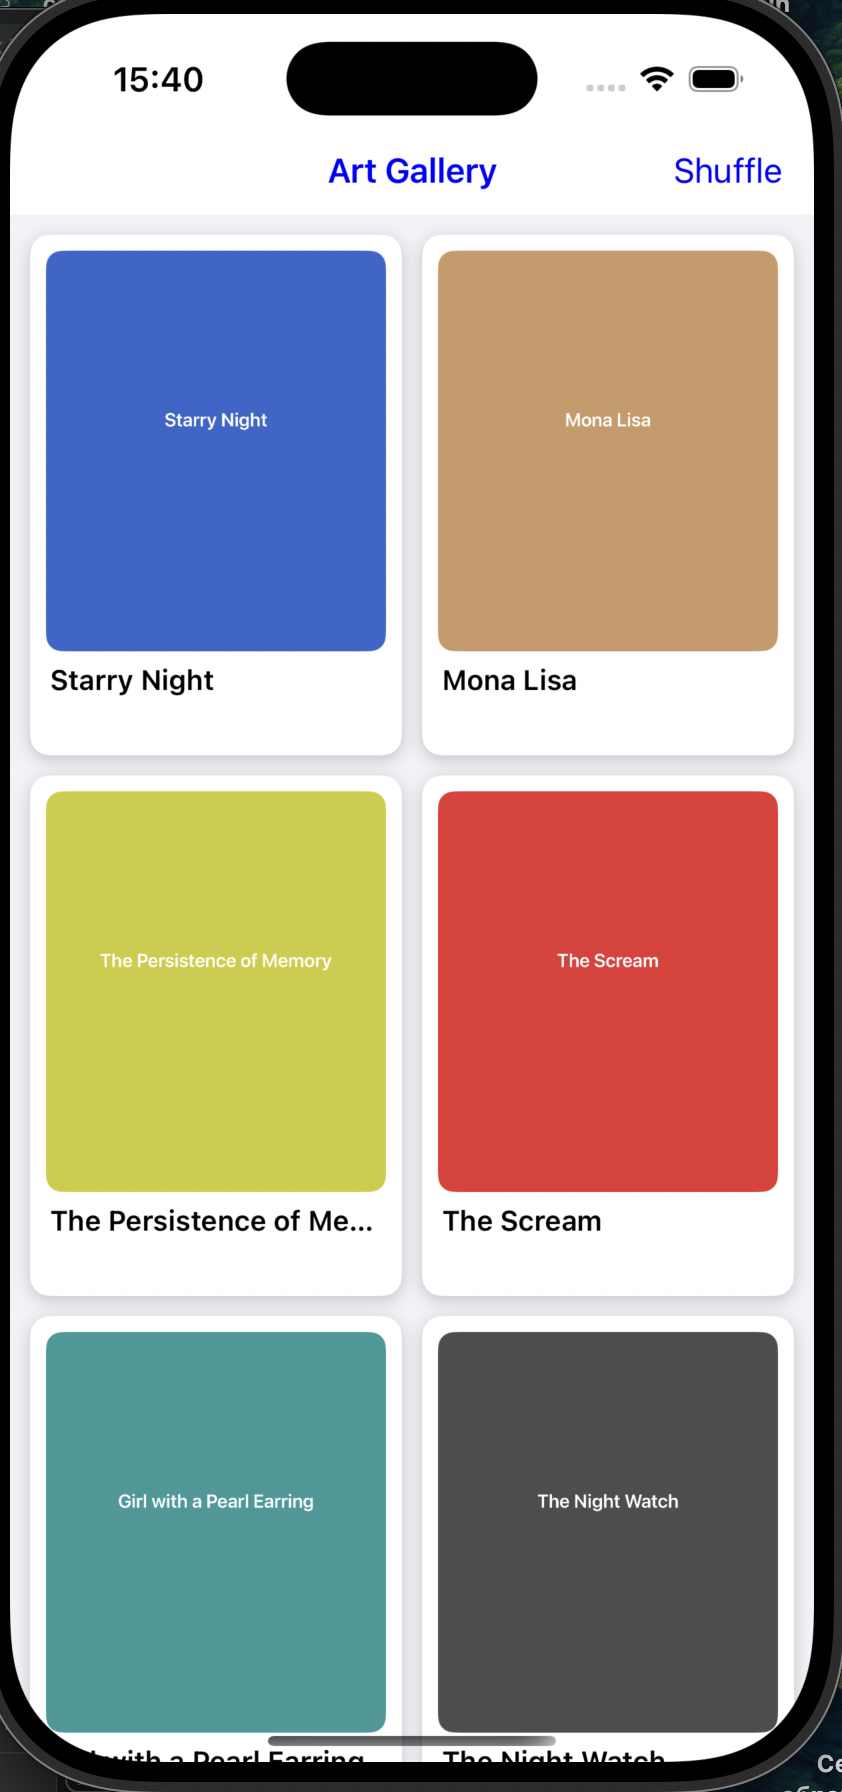 15:40
Art Gallery
Shuffle
Starry Night
Mona Lisa
Starry Night
Mona Lisa
The Persistence of Memory
The Scream
The Persistence of Me...
The Scream
Girl with a Pearl Earring
The Night Watch
with a Pearl Earring
The Night Watch